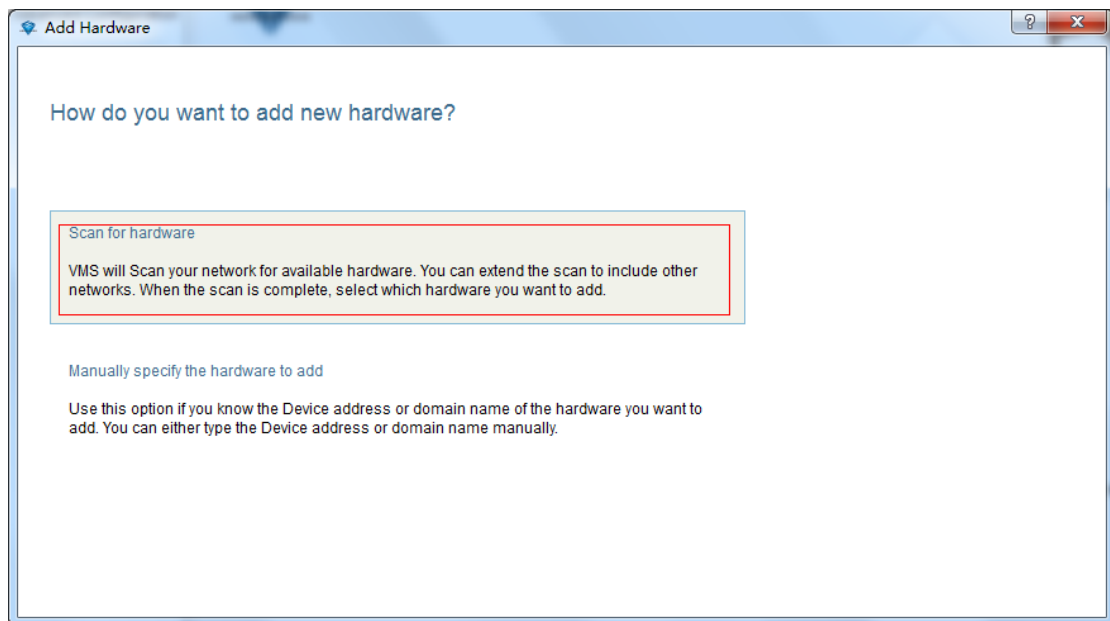 Add Hardware
How do you want to add new hardware?
Scan for hardware
VMS will Scan your network for available hardware. You can extend the scan to include other
networks. When the scan is complete, select which hardware you want to add.
Manually specify the hardware to add
Use this option if you know the Device address or domain name of the hardware you want to
add. You can either type the Device address or domain name manually.